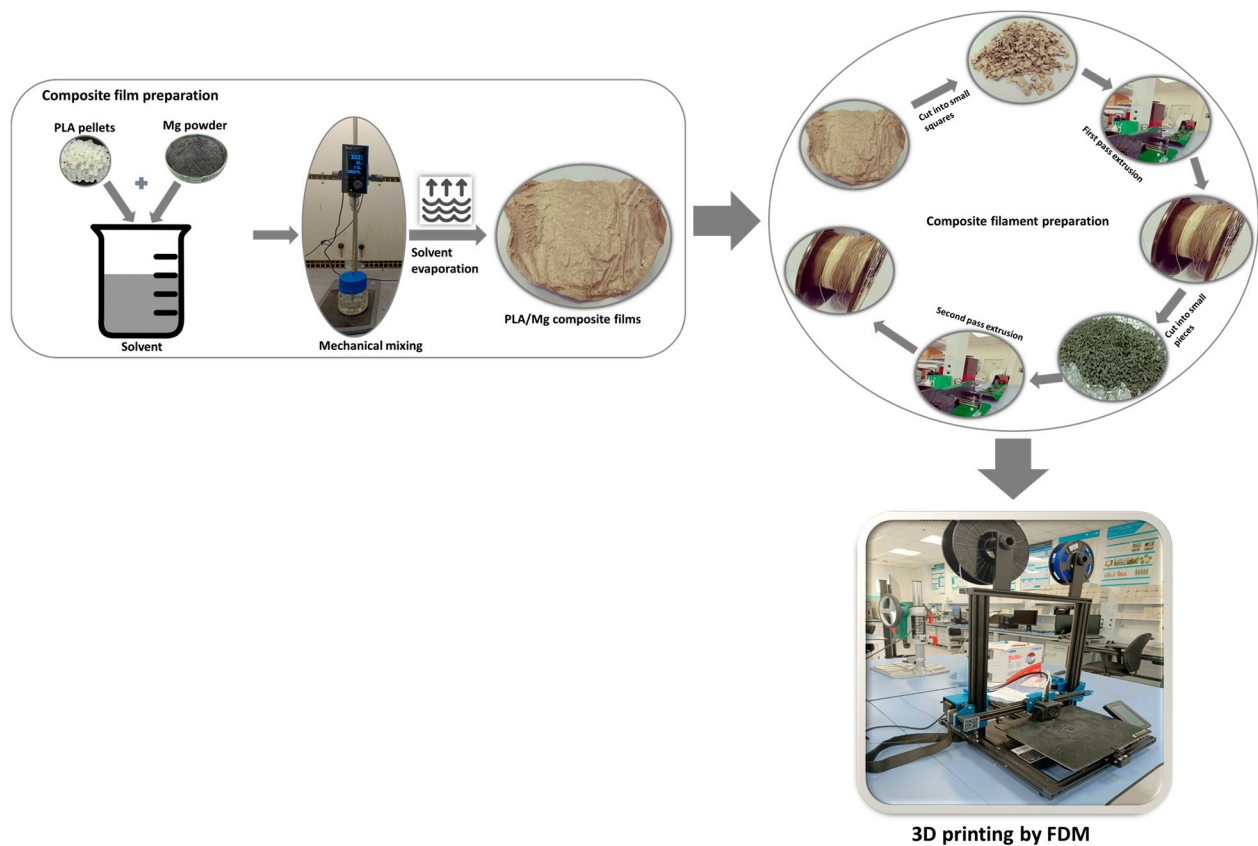 Composite film preparation
PLA pellets
Mg powder
+
Solvent
Mechanical mixing
Solvent
evaporation
PLA/Mg composite films
Cut into small
squares
First pass extrusion
Composite filament preparation
Cut into small
pieces
Second pass extrusion
3D printing by FDM